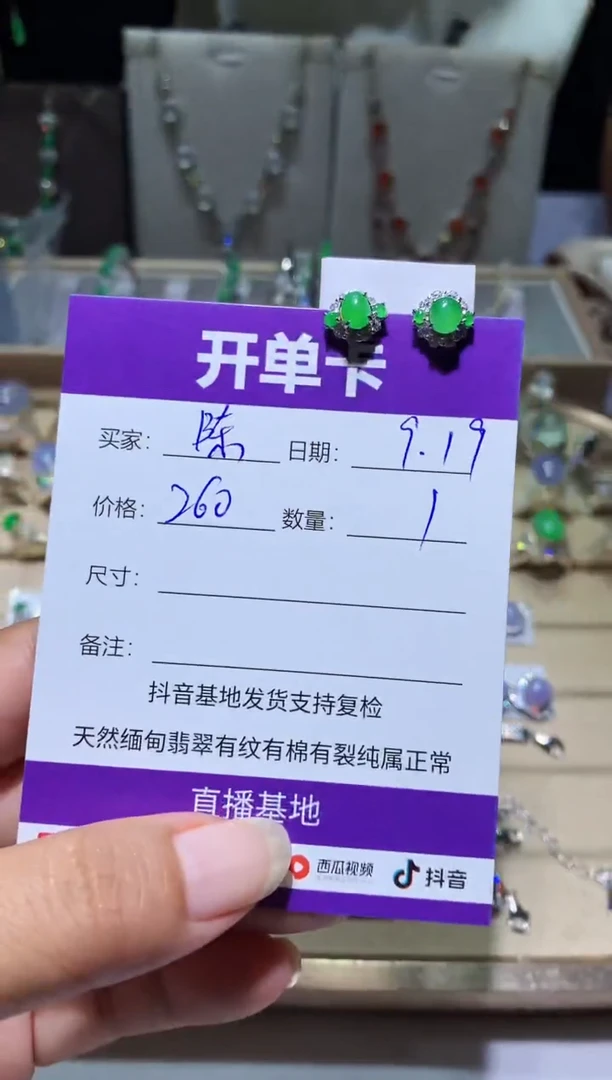 开单卡
买家: 陈 日期: 9.19
价格: 260 数量: 1
尺寸:
备注:
抖音基地发货支持复检
天然缅甸翡翠有纹有棉有裂纯属正常
直播基地
西瓜视频 抖音